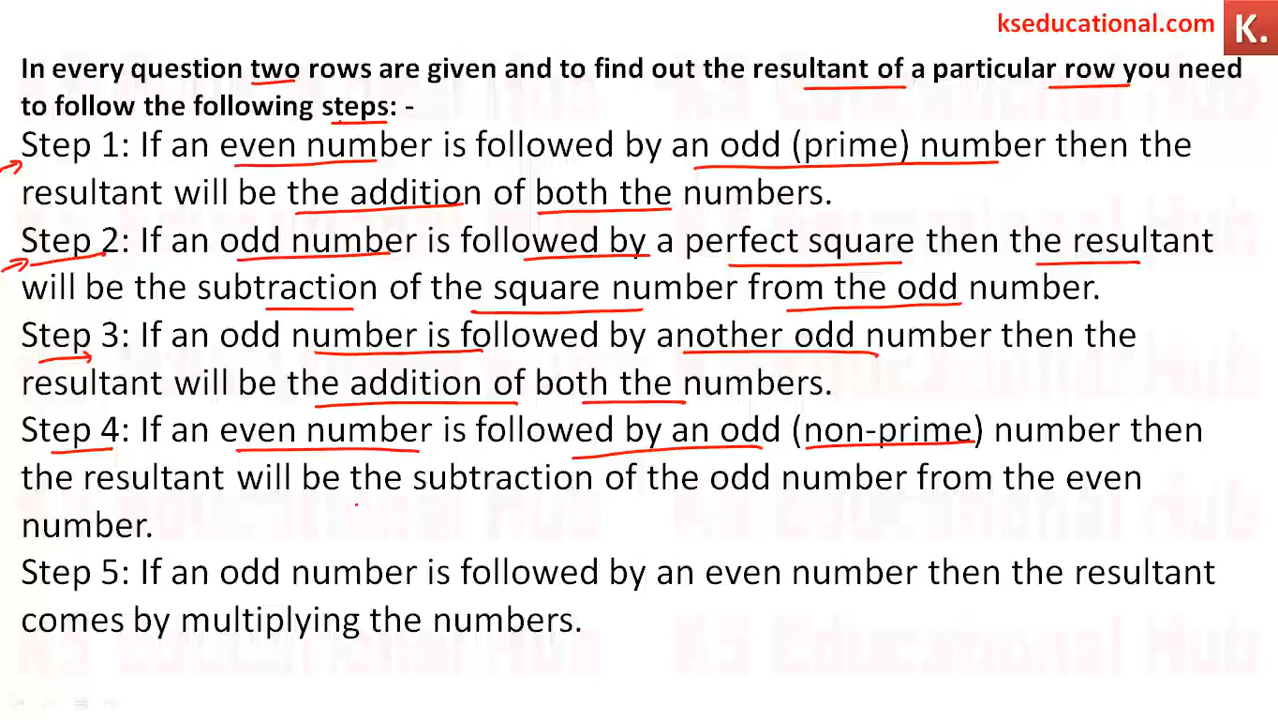 kseducational.com
K.
In every question two rows are given and to find out the resultant of a particular row you need
to follow the following steps: -
Step 1: If an even number is followed by an odd (prime) number then the
resultant will be the addition of both the numbers.
Step 2: If an odd number is followed by a perfect square then the resultant
will be the subtraction of the square number from the odd number.
Step 3: If an odd number is followed by another odd number then the
resultant will be the addition of both the numbers.
Step 4: If an even number is followed by an odd (non-prime) number then
the resultant will be the subtraction of the odd number from the even
number.
Step 5: If an odd number is followed by an even number then the resultant
comes by multiplying the numbers.